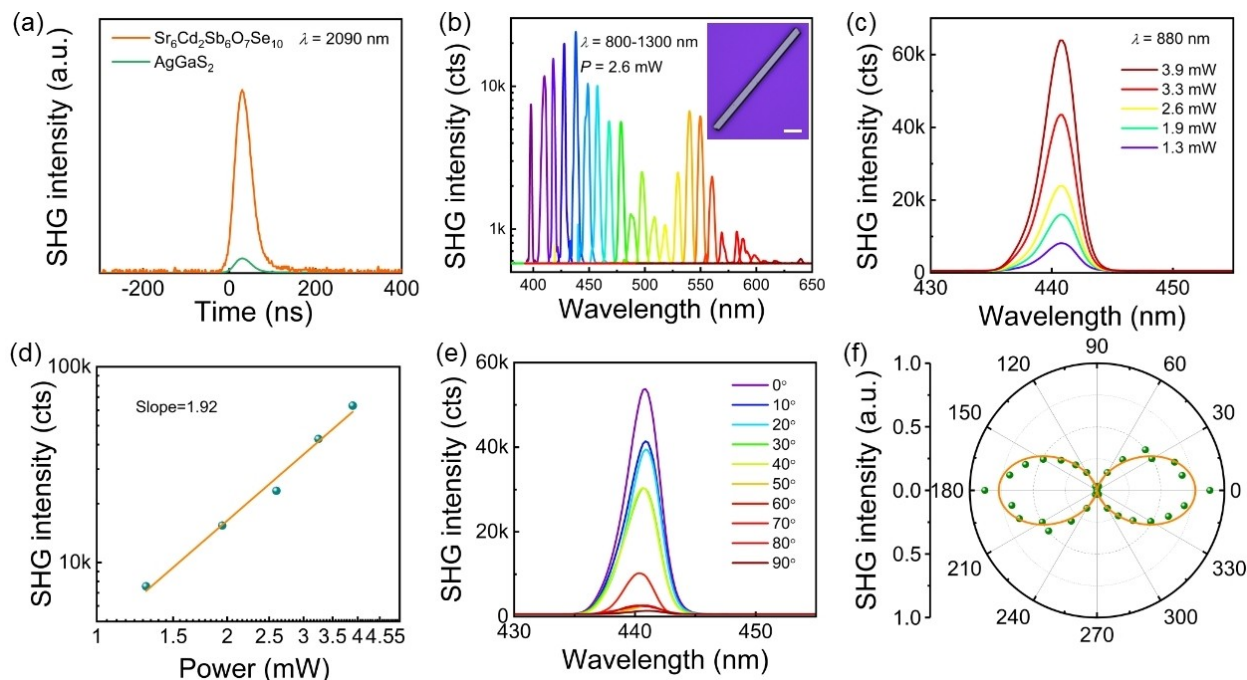 (a)
SHG intensity (a.u.)
Sr₆Cd₂Sb₆O₇Se₁₀ λ = 2090 nm
AgGaS₂
-200 0 200 400
Time (ns)
(b)
SHG intensity (cts)
10k
1k
λ = 800-1300 nm
P = 2.6 mW
400 450 500 550 600 650
Wavelength (nm)
(c)
SHG intensity (cts)
60k
40k
20k
0
λ = 880 nm
3.9 mW
3.3 mW
2.6 mW
1.9 mW
1.3 mW
430 440 450
Wavelength (nm)
(d)
SHG intensity (cts)
100k
10k
Slope=1.92
1 1.5 2 2.5 3 3.5 4 4.5 5
Power (mW)
(e)
SHG intensity (cts)
60k
40k
20k
0
0°
10°
20°
30°
40°
50°
60°
70°
80°
90°
430 440 450
Wavelength (nm)
(f)
SHG intensity (a.u.)
1.0
0.5
0.0
0.5
1.0
90
120 60
150 30
180 0
210 330
240 300
270